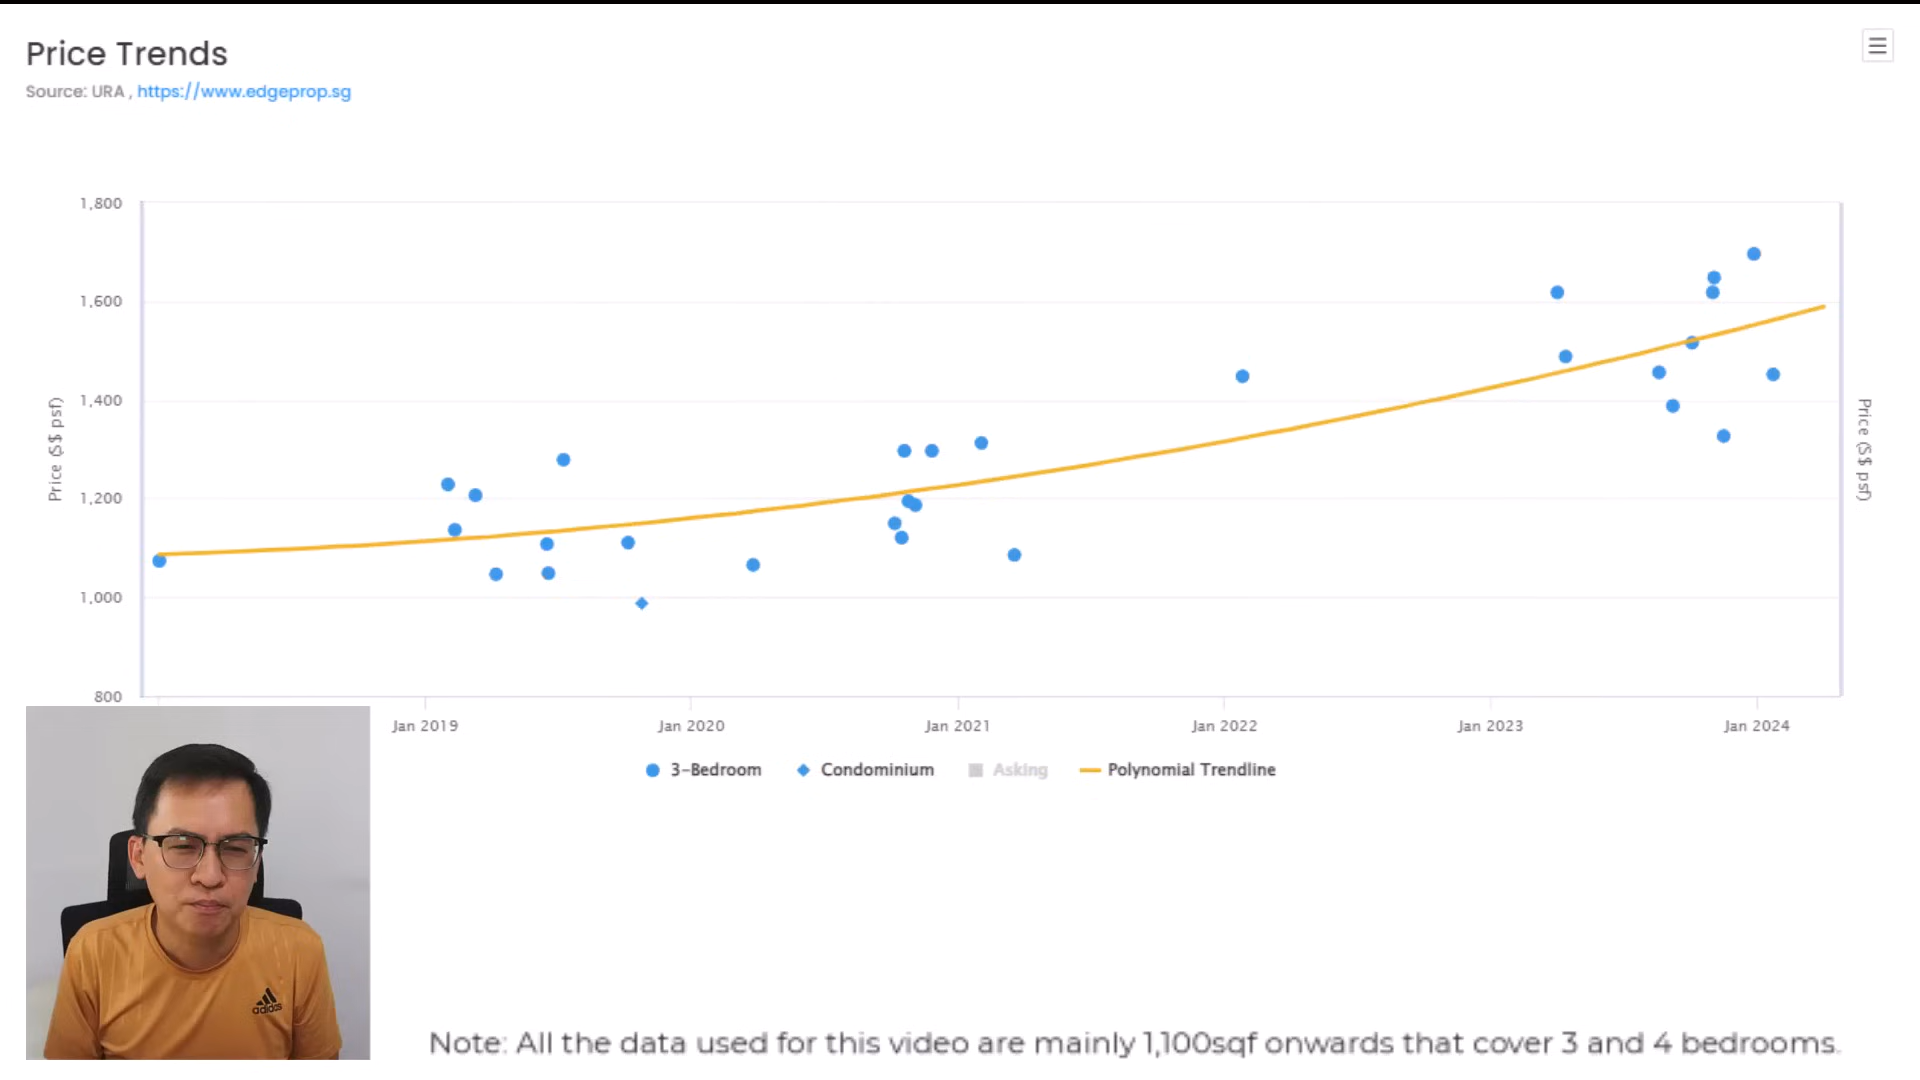 Price Trends
Source: URA , https://www.edgeprop.sg
1,800
1,600
1,400
1,200
1,000
800
Price (S$ psf)
Price (S$ psf)
Jan 2019 Jan 2020 Jan 2021 Jan 2022 Jan 2023 Jan 2024
3-Bedroom Condominium Asking Polynomial Trendline
adidas
Note: All the data used for this video are mainly 1,100sqf onwards that cover 3 and 4 bedrooms.